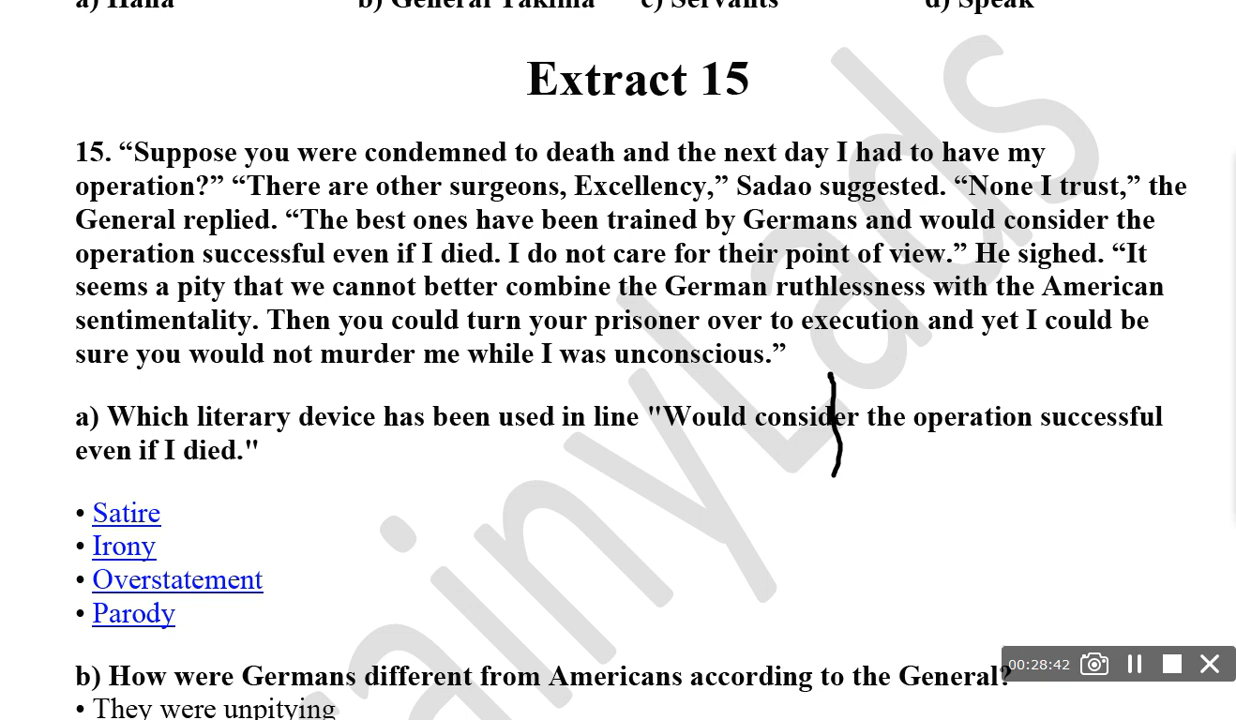 a) Hana b) General Takima c) Servants d) Speak
Extract 15
15. “Suppose you were condemned to death and the next day I had to have my
operation?” “There are other surgeons, Excellency,” Sadao suggested. “None I trust,” the
General replied. “The best ones have been trained by Germans and would consider the
operation successful even if I died. I do not care for their point of view.” He sighed. “It
seems a pity that we cannot better combine the German ruthlessness with the American
sentimentality. Then you could turn your prisoner over to execution and yet I could be
sure you would not murder me while I was unconscious.”
a) Which literary device has been used in line "Would consider the operation successful
even if I died."
• Satire
• Irony
• Overstatement
• Parody
b) How were Germans different from Americans according to the General?
• They were unpitying
00:28:42